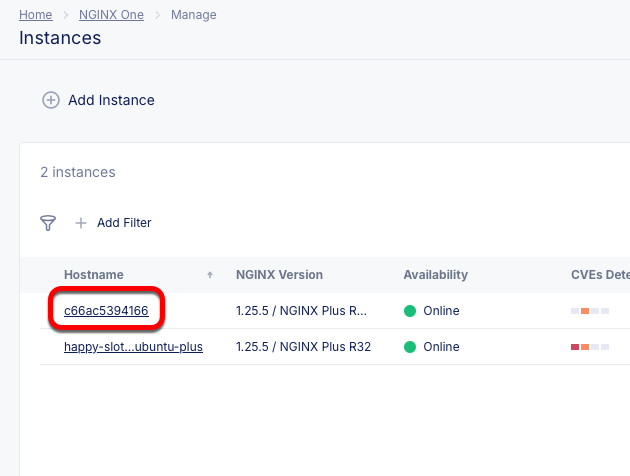 Home > NGINX One > Manage
Instances
Add Instance
2 instances
Add Filter
Hostname NGINX Version Availability CVEs Dete
c66ac5394166 1.25.5 / NGINX Plus R... Online
happy-slot...ubuntu-plus 1.25.5 / NGINX Plus R32 Online